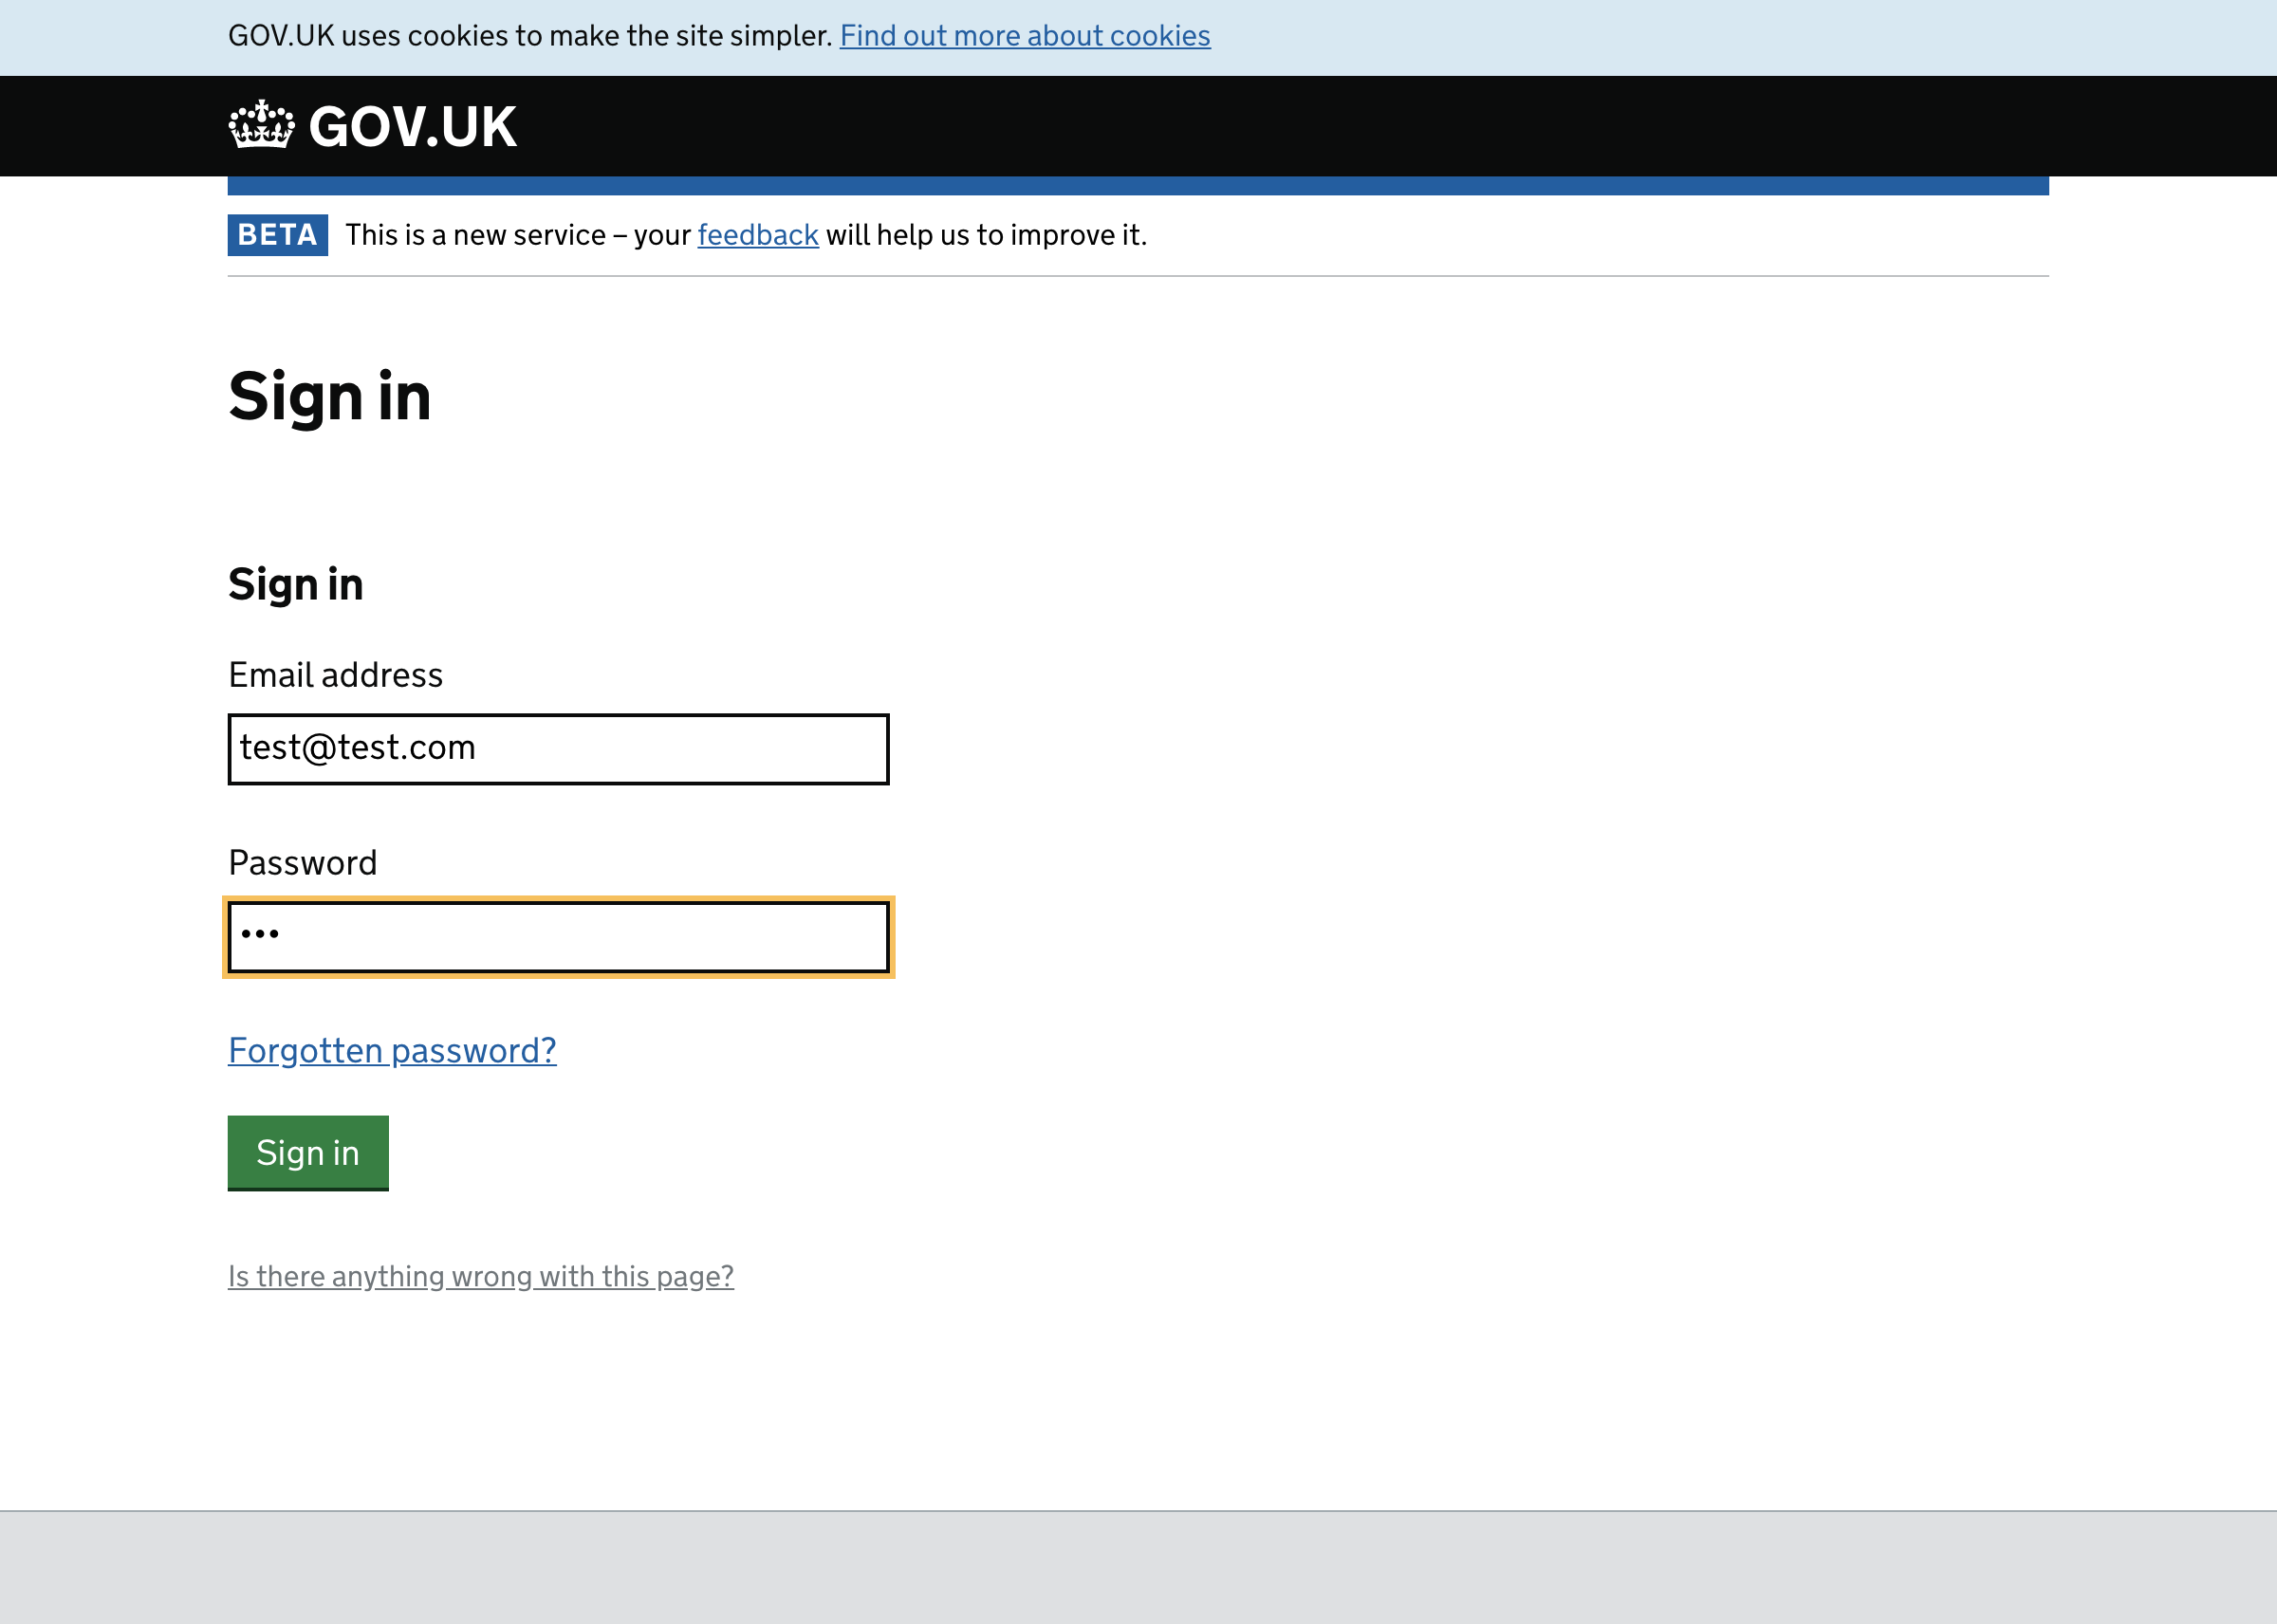 GOV.UK uses cookies to make the site simpler. Find out more about cookies
GOV.UK
BETA This is a new service – your feedback will help us to improve it.
Sign in
Sign in
Email address
test@test.com
Password
•••
Forgotten password?
Sign in
Is there anything wrong with this page?